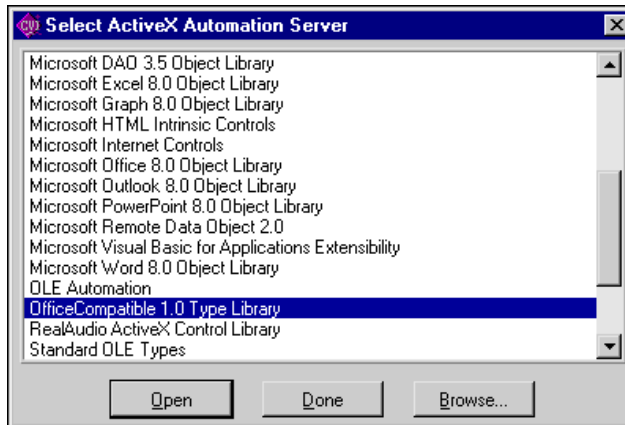 CVI Select ActiveX Automation Server
Microsoft DAO 3.5 Object Library
Microsoft Excel 8.0 Object Library
Microsoft Graph 8.0 Object Library
Microsoft HTML Intrinsic Controls
Microsoft Internet Controls
Microsoft Office 8.0 Object Library
Microsoft Outlook 8.0 Object Library
Microsoft PowerPoint 8.0 Object Library
Microsoft Remote Data Object 2.0
Microsoft Visual Basic for Applications Extensibility
Microsoft Word 8.0 Object Library
OLE Automation
OfficeCompatible 1.0 Type Library
RealAudio ActiveX Control Library
Standard OLE Types
Open Done Browse...